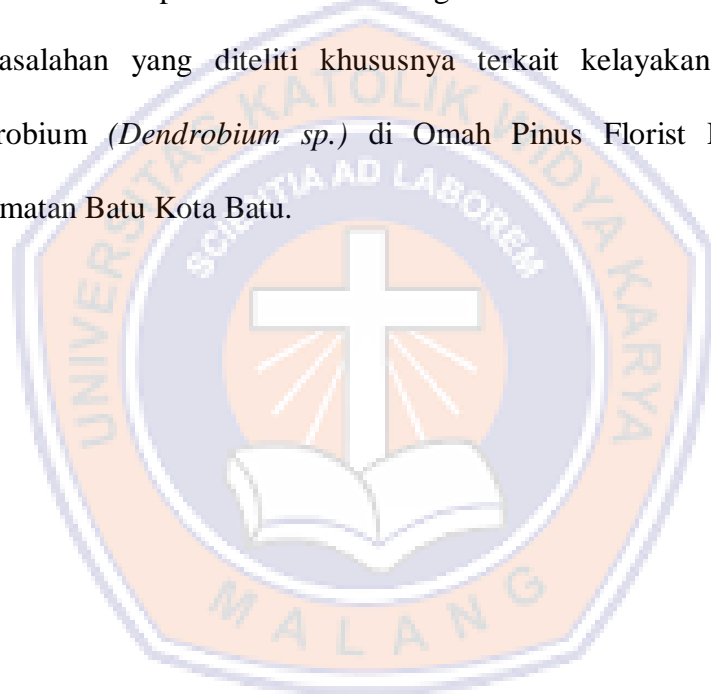 asalahan yang diteliti khususnya terkait kelayakan
robium (Dendrobium sp.) di Omah Pinus Florist
matan Batu Kota Batu.
UNIVERSITAS KATOLIK WIDYA KARYA
SCIENTIA AD LABOREM
MALANG